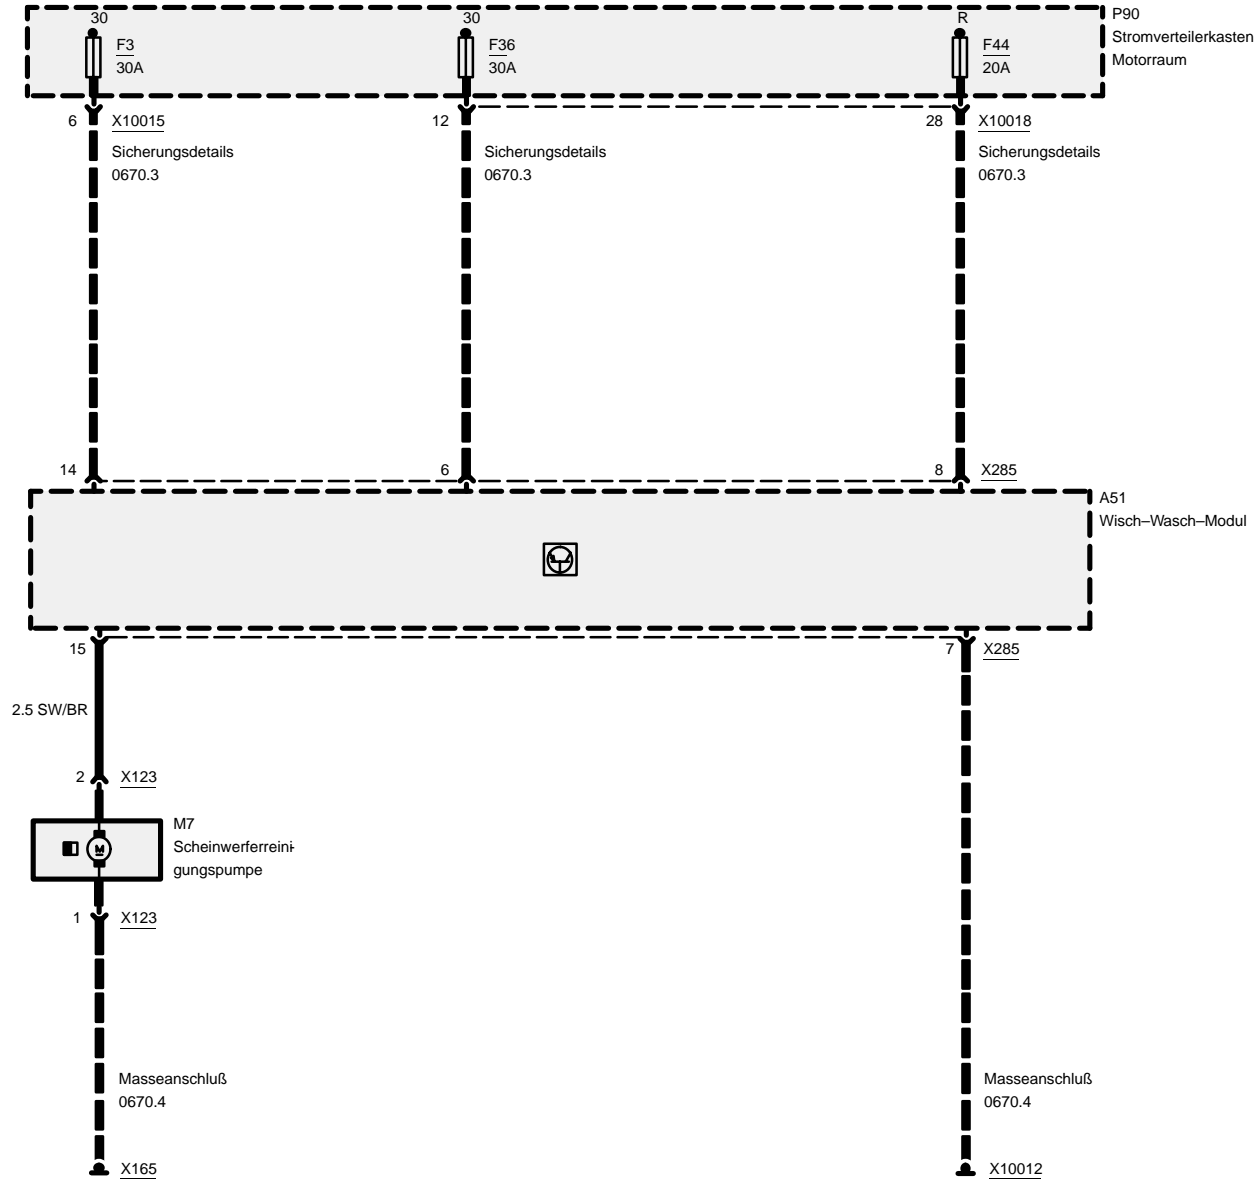 30 30 R P90
F3 F36 F44 Stromverteilerkasten
30A 30A 20A Motorraum
6 X10015 12 28 X10018
Sicherungsdetails Sicherungsdetails Sicherungsdetails
0670.3 0670.3 0670.3
14 6 8 X285
A51
Wisch–Wasch–Modul
15 7 X285
2.5 SW/BR
2 X123
M7
M Scheinwerferreini-
gungspumpe
1 X123
Masseanschluß Masseanschluß
0670.4 0670.4
X165 X10012